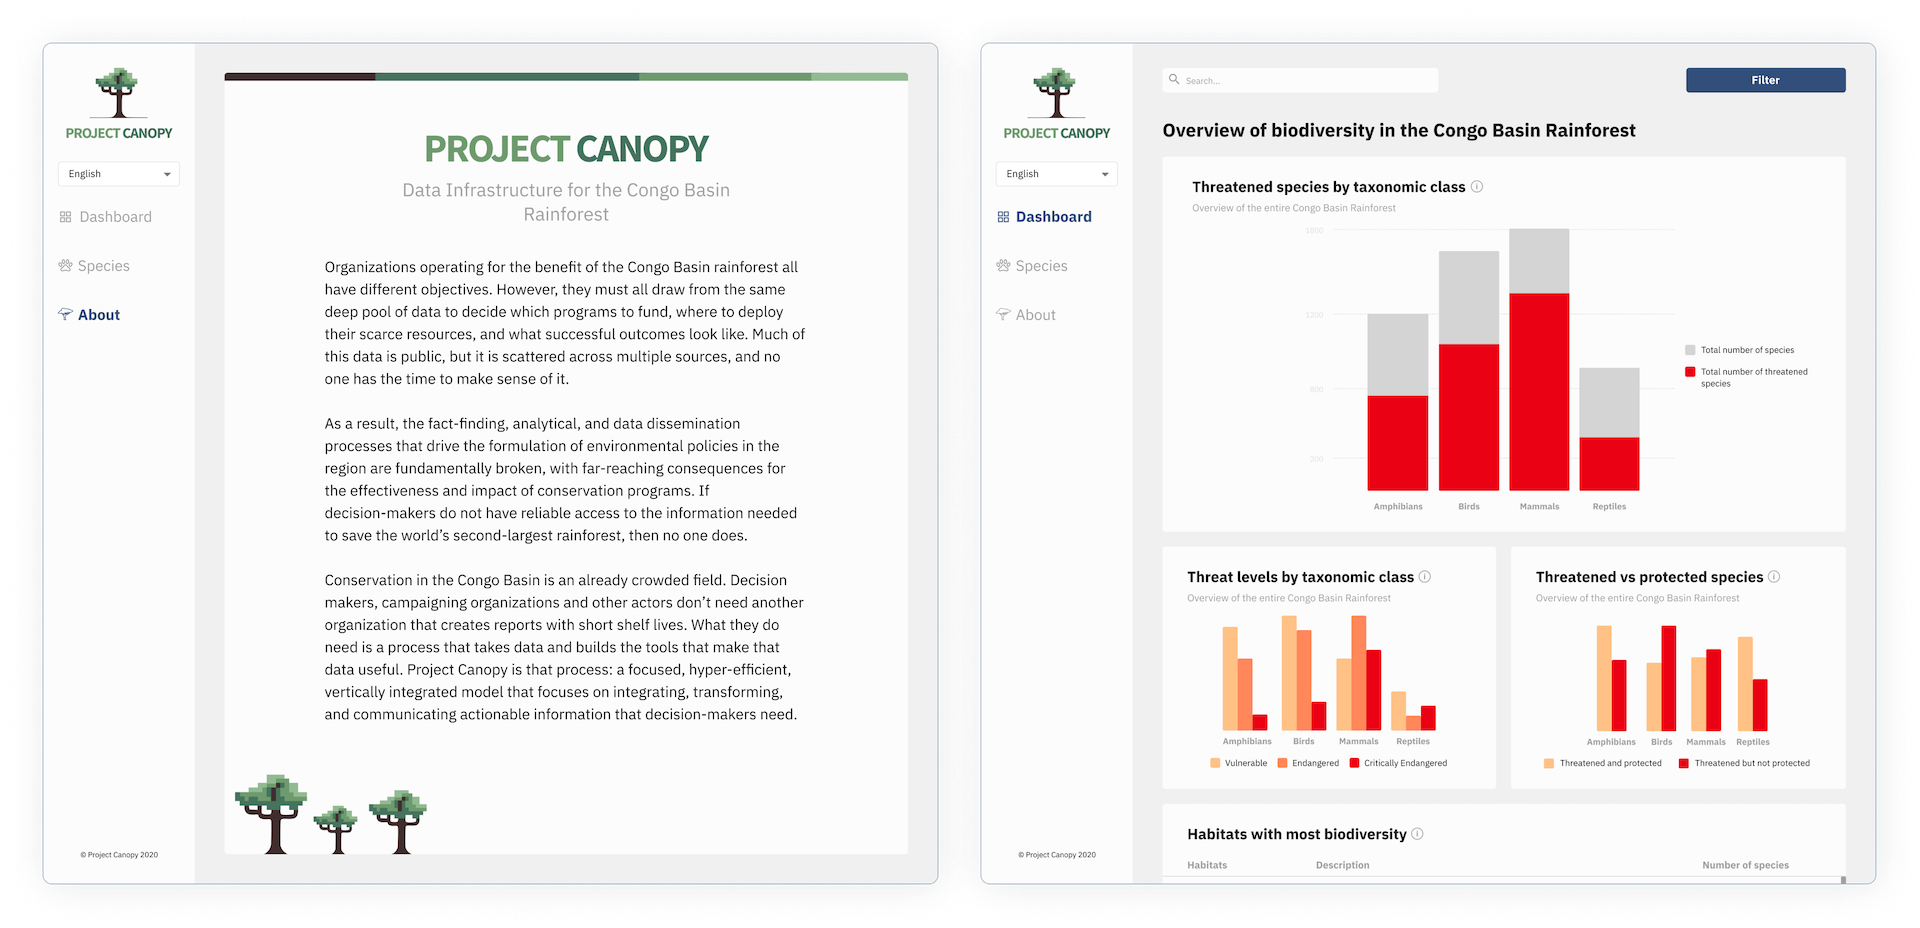 PROJECT CANOPY
English
Dashboard
Species
About
© Project Canopy 2020
PROJECT CANOPY
Data Infrastructure for the Congo Basin
Rainforest
Organizations operating for the benefit of the Congo Basin rainforest all
have different objectives. However, they must all draw from the same
deep pool of data to decide which programs to fund, where to deploy
their scarce resources, and what successful outcomes look like. Much of
this data is public, but it is scattered across multiple sources, and no
one has the time to make sense of it.
As a result, the fact-finding, analytical, and data dissemination
processes that drive the formulation of environmental policies in the
region are fundamentally broken, with far-reaching consequences for
the effectiveness and impact of conservation programs. If
decision-makers do not have reliable access to the information needed
to save the world's second-largest rainforest, then no one does.
Conservation in the Congo Basin is an already crowded field. Decision
makers, campaigning organizations and other actors don't need another
organization that creates reports with short shelf lives. What they do
need is a process that takes data and builds the tools that make that
data useful. Project Canopy is that process: a focused, hyper-efficient,
vertically integrated model that focuses on integrating, transforming,
and communicating actionable information that decision-makers need.
PROJECT CANOPY
English
Dashboard
Species
About
© Project Canopy 2020
Search...
Filter
Overview of biodiversity in the Congo Basin Rainforest
Threatened species by taxonomic class
Overview of the entire Congo Basin Rainforest
1800
1200
Amphibians
Birds
Mammals
Reptiles
Total number of species
Total number of threatened
species
Threat levels by taxonomic class
Overview of the entire Congo Basin Rainforest
Amphibians
Birds
Mammals
Reptiles
Vulnerable
Endangered
Critically Endangered
Threatened vs protected species
Overview of the entire Congo Basin Rainforest
Amphibians
Birds
Mammals
Reptiles
Threatened and protected
Threatened but not protected
Habitats with most biodiversity
Habitats
Description
Number of species